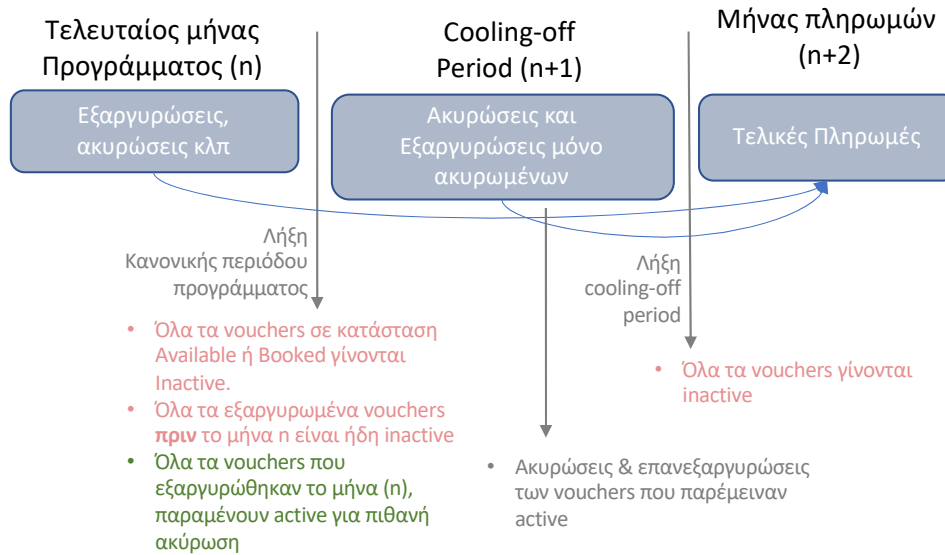 Τελευταίος μήνας
Προγράμματος (n)
Cooling-off
Period (n+1)
Μήνας πληρωμών
(n+2)
Εξαργυρώσεις,
ακυρώσεις κλπ
Ακυρώσεις και
Εξαργυρώσεις μόνο
ακυρωμένων
Τελικές Πληρωμές
Λήξη
Κανονικής περιόδου
προγράμματος
Λήξη
cooling-off
period
• Όλα τα vouchers σε κατάσταση
Available ή Booked γίνονται
Inactive.
• Όλα τα εξαργυρωμένα vouchers
πριν το μήνα n είναι ήδη inactive
• Όλα τα vouchers που
εξαργυρώθηκαν το μήνα (n),
παραμένουν active για πιθανή
ακύρωση
• Ακυρώσεις & επανεξαργυρώσεις
των vouchers που παρέμειναν
active
• Όλα τα vouchers γίνονται
inactive